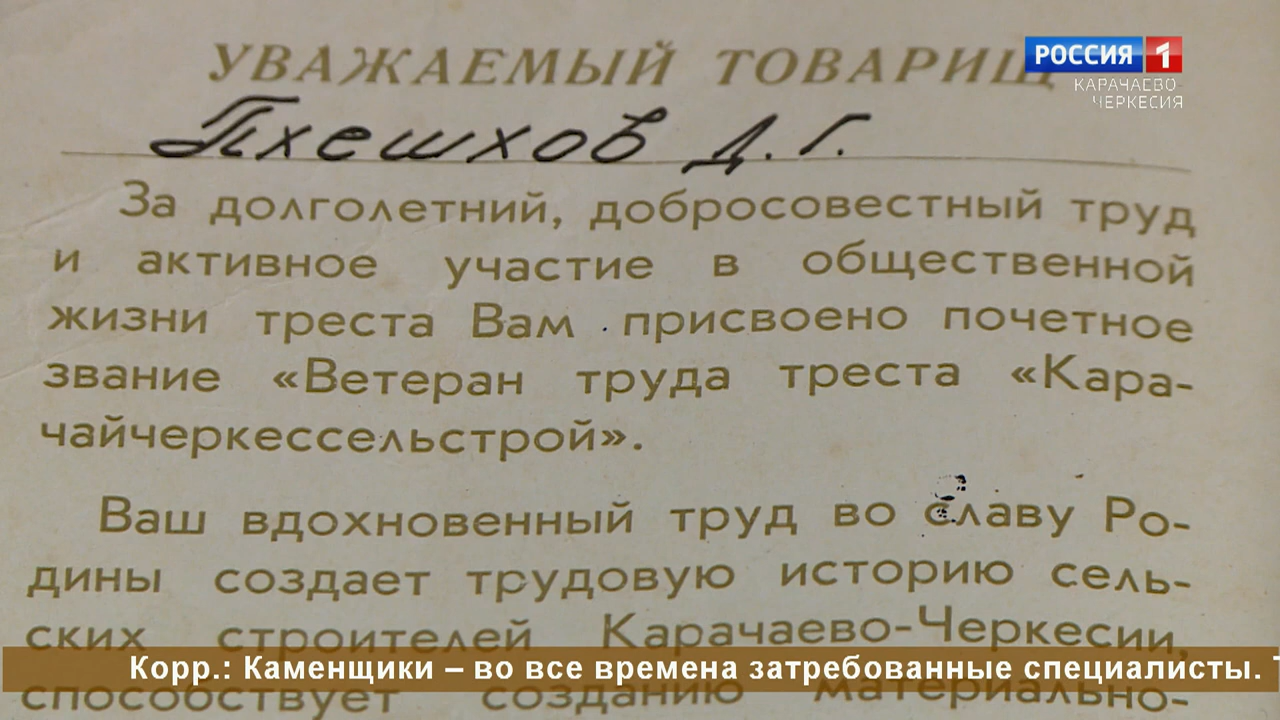 УВАЖАЕМЫЙ ТОВАРИЩ
РОССИЯ 1
КАРАЧАЕВО-
ЧЕРКЕСИЯ
Пхешхов Д. Г.
За долголетний, добросовестный труд
и активное участие в общественной
жизни треста Вам присвоено почетное
звание «Ветеран труда треста «Кара-
чайчеркессельстрой».
Ваш вдохновенный труд во славу Ро-
дины создает трудовую историю сель-
ских строителей Карачаево-Черкесии,
Корр.: Каменщики – во все времена затребованные специалисты. Т
способствует созданию материально-